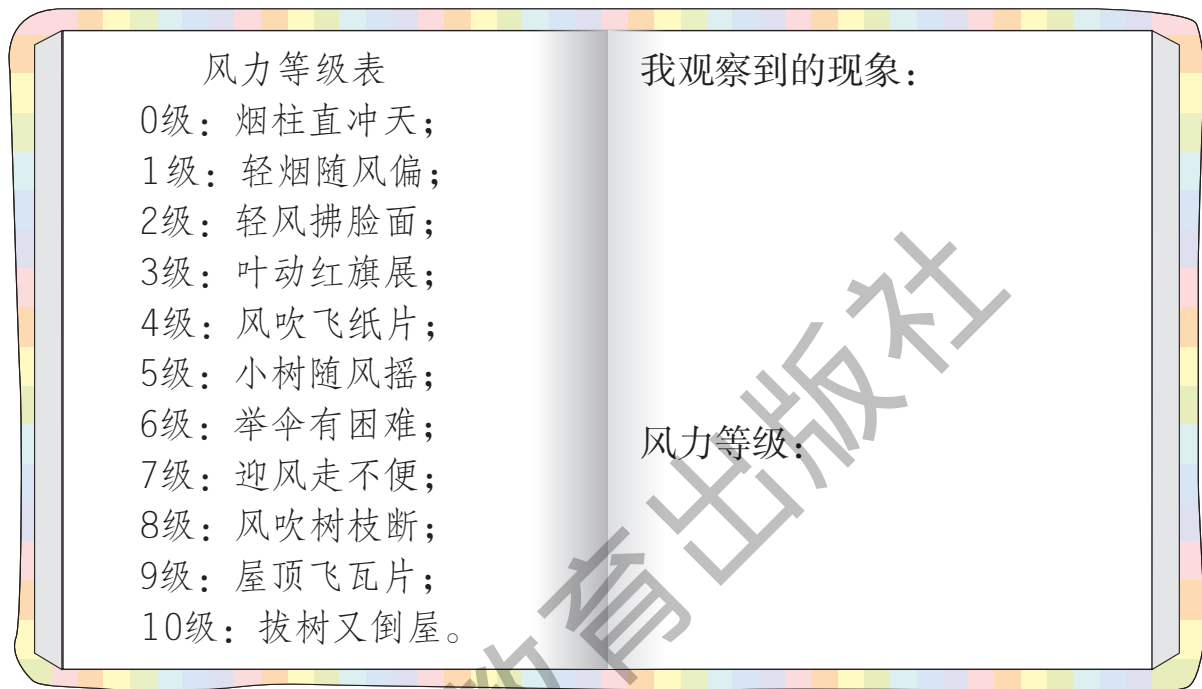 风力等级表
0级：烟柱直冲天；
1级：轻烟随风偏；
2级：轻风拂脸面；
3级：叶动红旗展；
4级：风吹飞纸片；
5级：小树随风摇；
6级：举伞有困难；
7级：迎风走不便；
8级：风吹树枝断；
9级：屋顶飞瓦片；
10级：拔树又倒屋。
我观察到的现象：
风力等级：
教育出版社